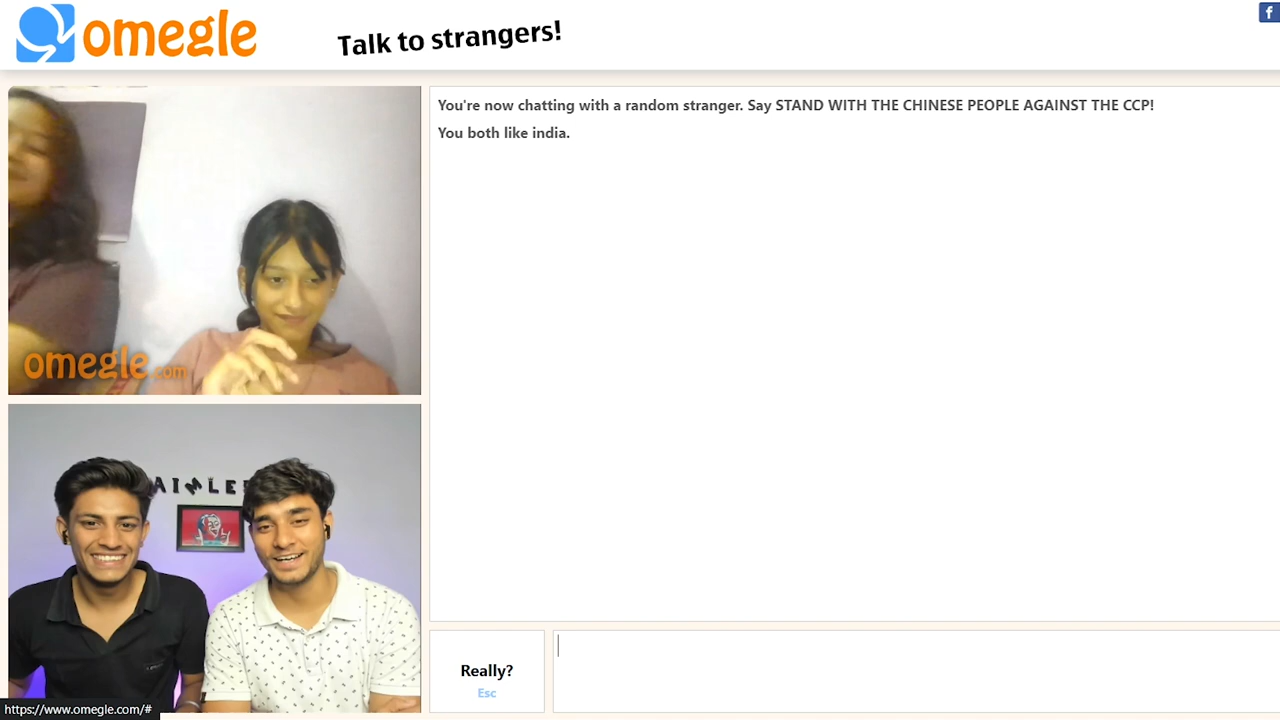 omegle
Talk to strangers!
f
You're now chatting with a random stranger. Say STAND WITH THE CHINESE PEOPLE AGAINST THE CCP!
You both like india.
omegle.com
Really?
Esc
https://www.omegle.com/#